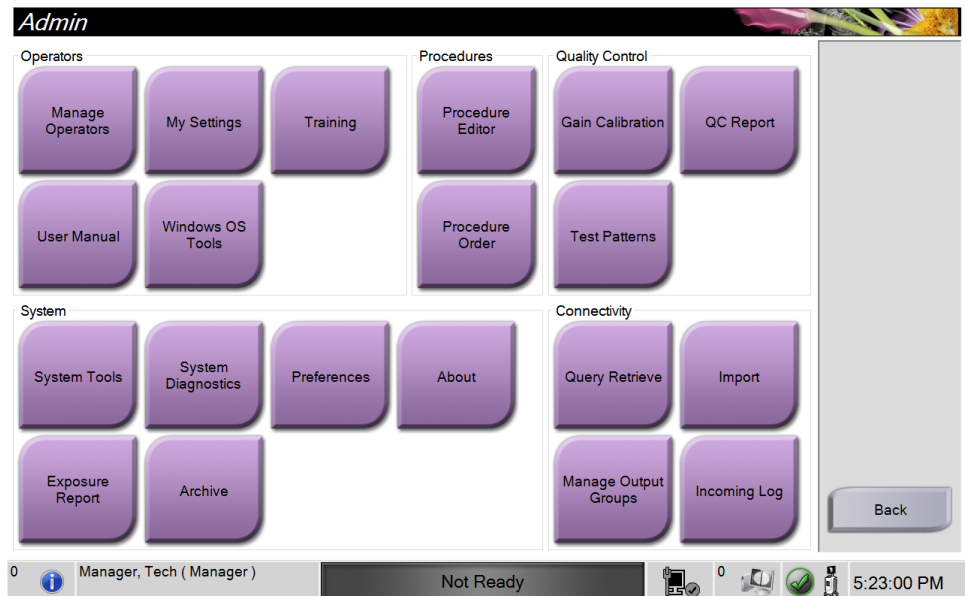 Admin
Operators
Manage
Operators
My Settings
Training
User Manual
Windows OS
Tools
Procedures
Procedure
Editor
Procedure
Order
Quality Control
Gain Calibration
QC Report
Test Patterns
System
System Tools
System
Diagnostics
Preferences
About
Exposure
Report
Archive
Connectivity
Query Retrieve
Import
Manage Output
Groups
Incoming Log
Back
0
Manager, Tech ( Manager )
Not Ready
0
5:23:00 PM